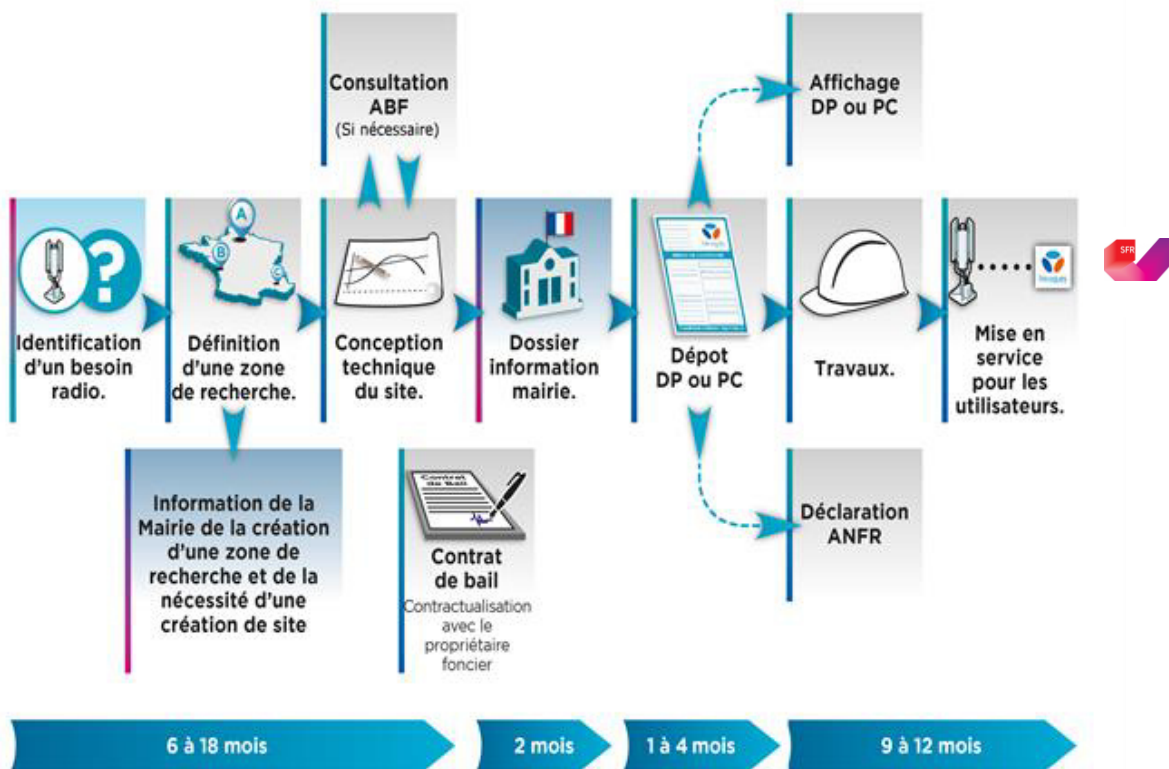 Consultation
ABF
(Si nécessaire)
Affichage
DP ou PC
A
B
C
SFR
Identification
d'un besoin
radio.
Définition
d'une zone
de recherche.
Conception
technique
du site.
Dossier
information
mairie.
Dépot
DP ou PC
Travaux.
Mise en
service
pour les
utilisateurs.
Information de la
Mairie de la création
d'une zone de
recherche et de la
nécessité d'une
création de site
Contrat
de Bail
Contrat
de bail
Contractualisation
avec le
propriétaire
foncier
Déclaration
ANFR
6 à 18 mois
2 mois
1 à 4 mois
9 à 12 mois